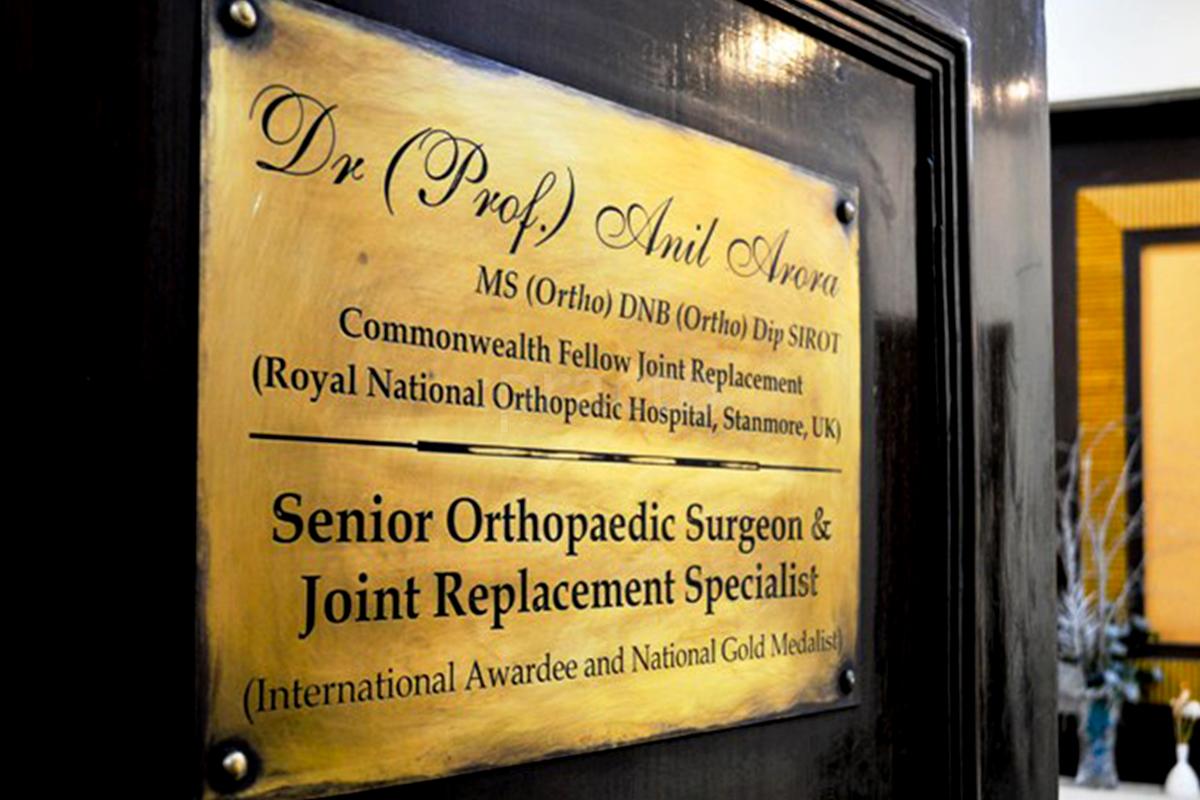 Dr (Prof.) Anil Arora
MS (Ortho) DNB (Ortho) Dip SIROT
Commonwealth Fellow Joint Replacement
(Royal National Orthopedic Hospital, Stanmore, UK)
Senior Orthopaedic Surgeon &
Joint Replacement Specialist
(International Awardee and National Gold Medalist)